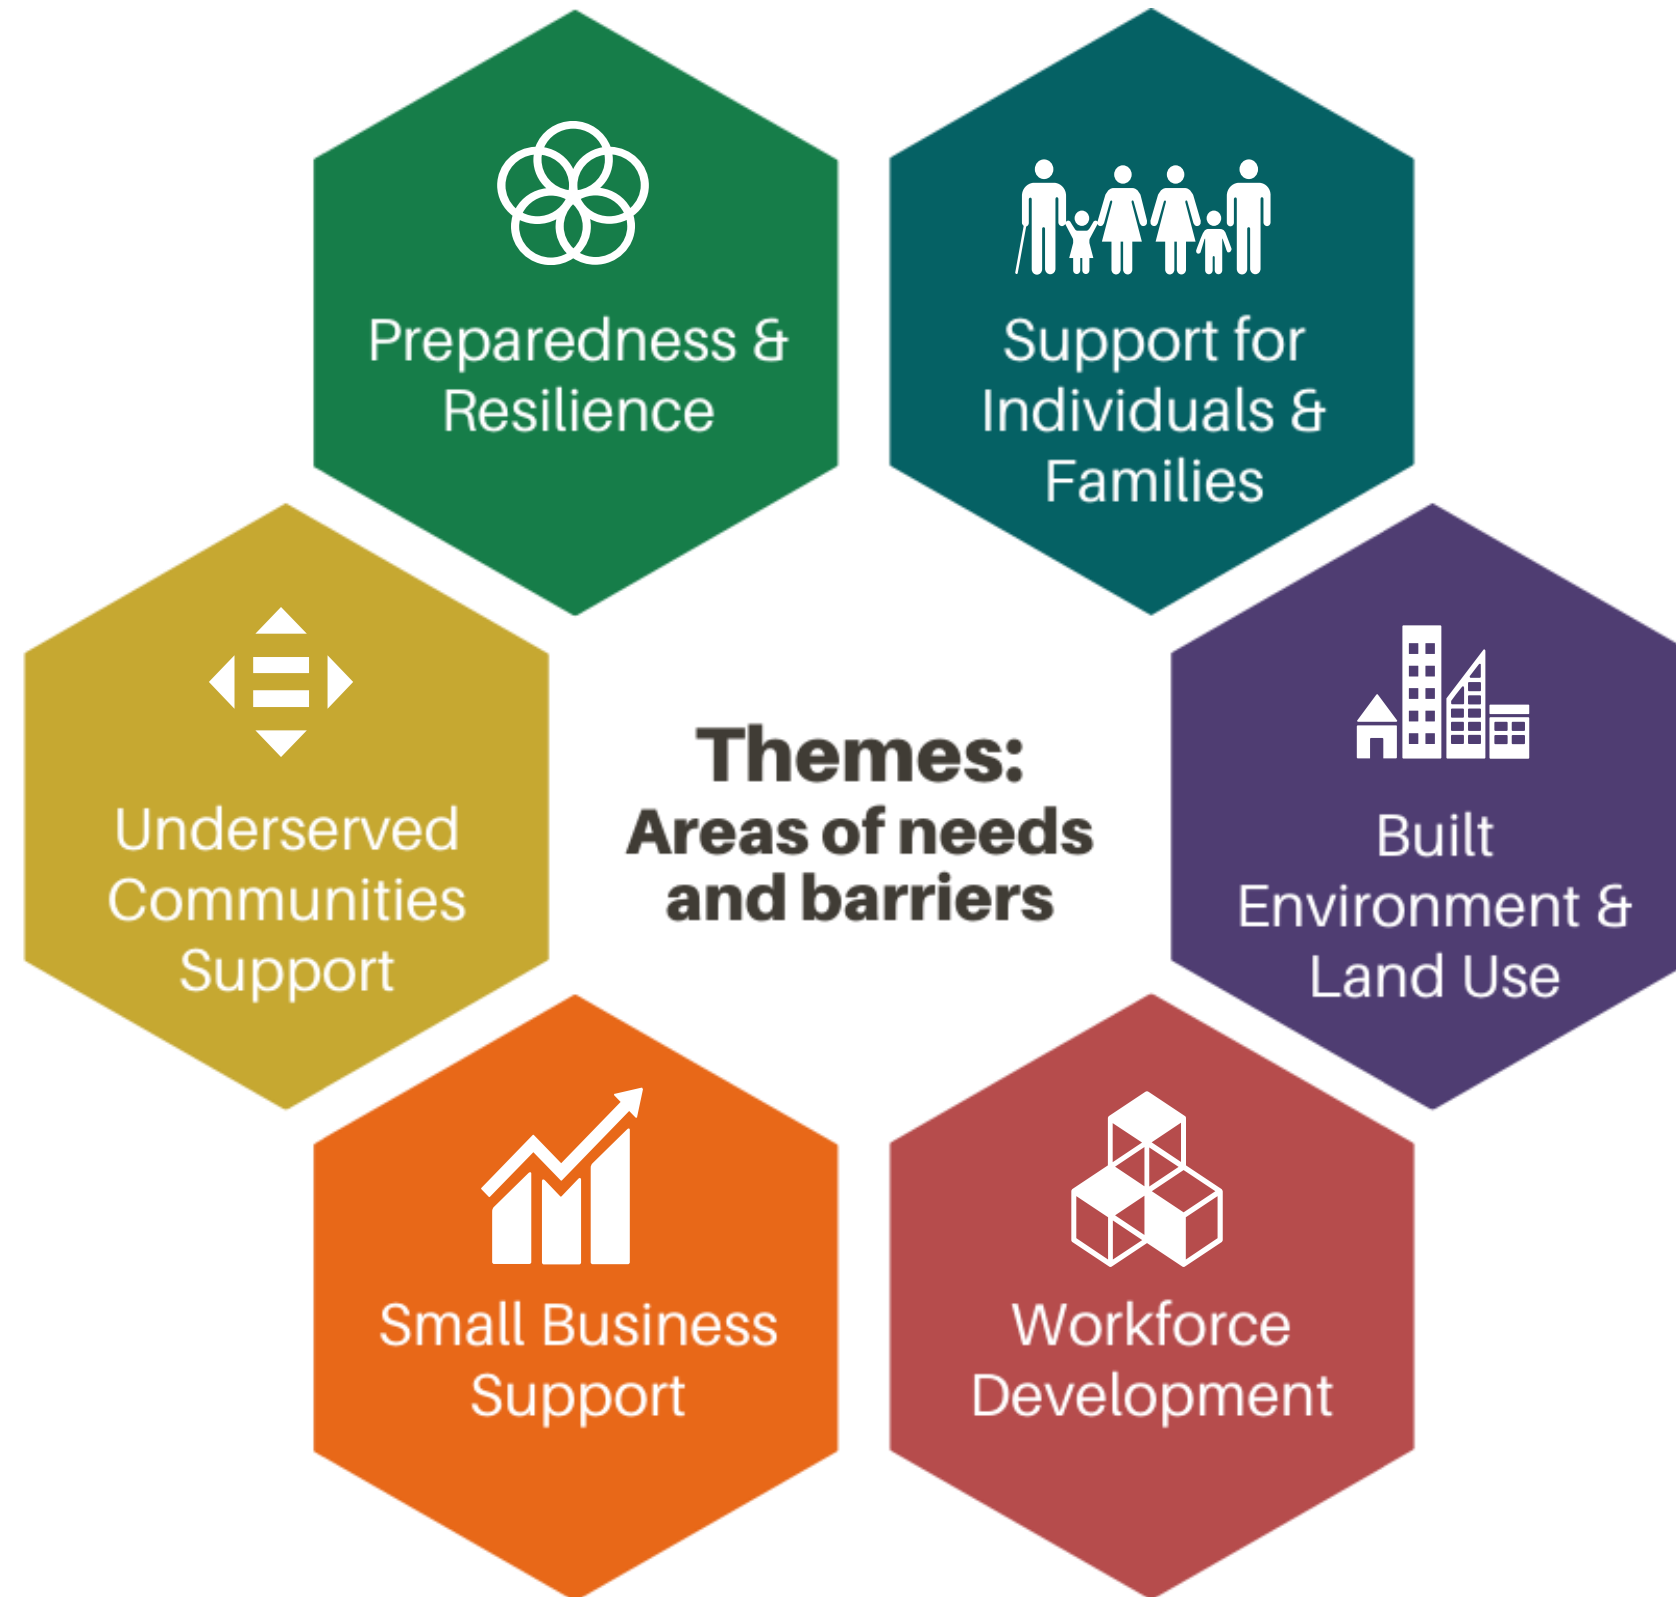 Preparedness &
Resilience
Support for
Individuals &
Families
Underserved
Communities
Support
Themes:
Areas of needs
and barriers
Built
Environment &
Land Use
Small Business
Support
Workforce
Development